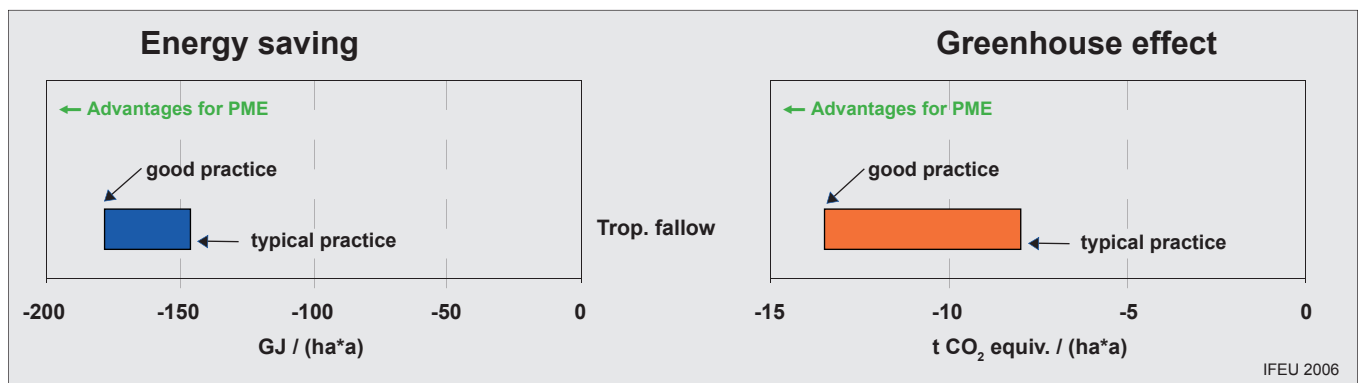 Energy saving
Greenhouse effect
← Advantages for PME
← Advantages for PME
good practice
good practice
typical practice
Trop. fallow
typical practice
-200 -150 -100 -50 0
-15 -10 -5 0
GJ / (ha*a)
t CO₂ equiv. / (ha*a)
IFEU 2006